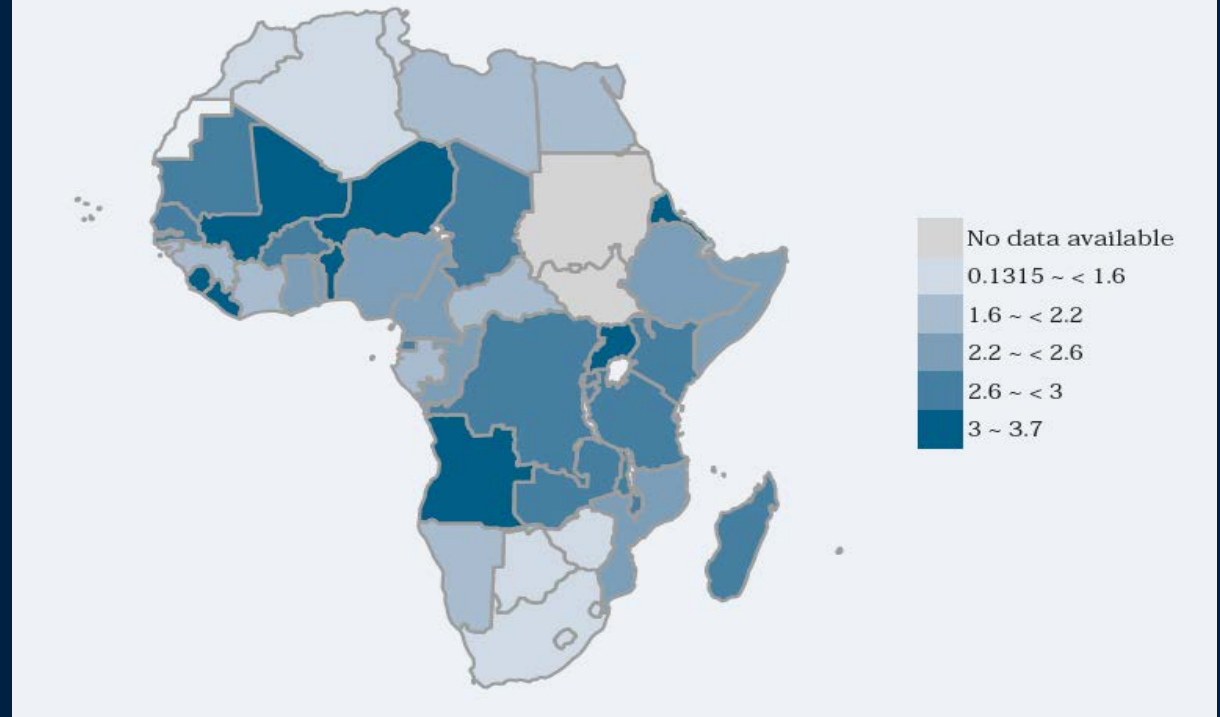 No data available
0.1315 ~ < 1.6
1.6 ~ < 2.2
2.2 ~ < 2.6
2.6 ~ < 3
3 ~ 3.7